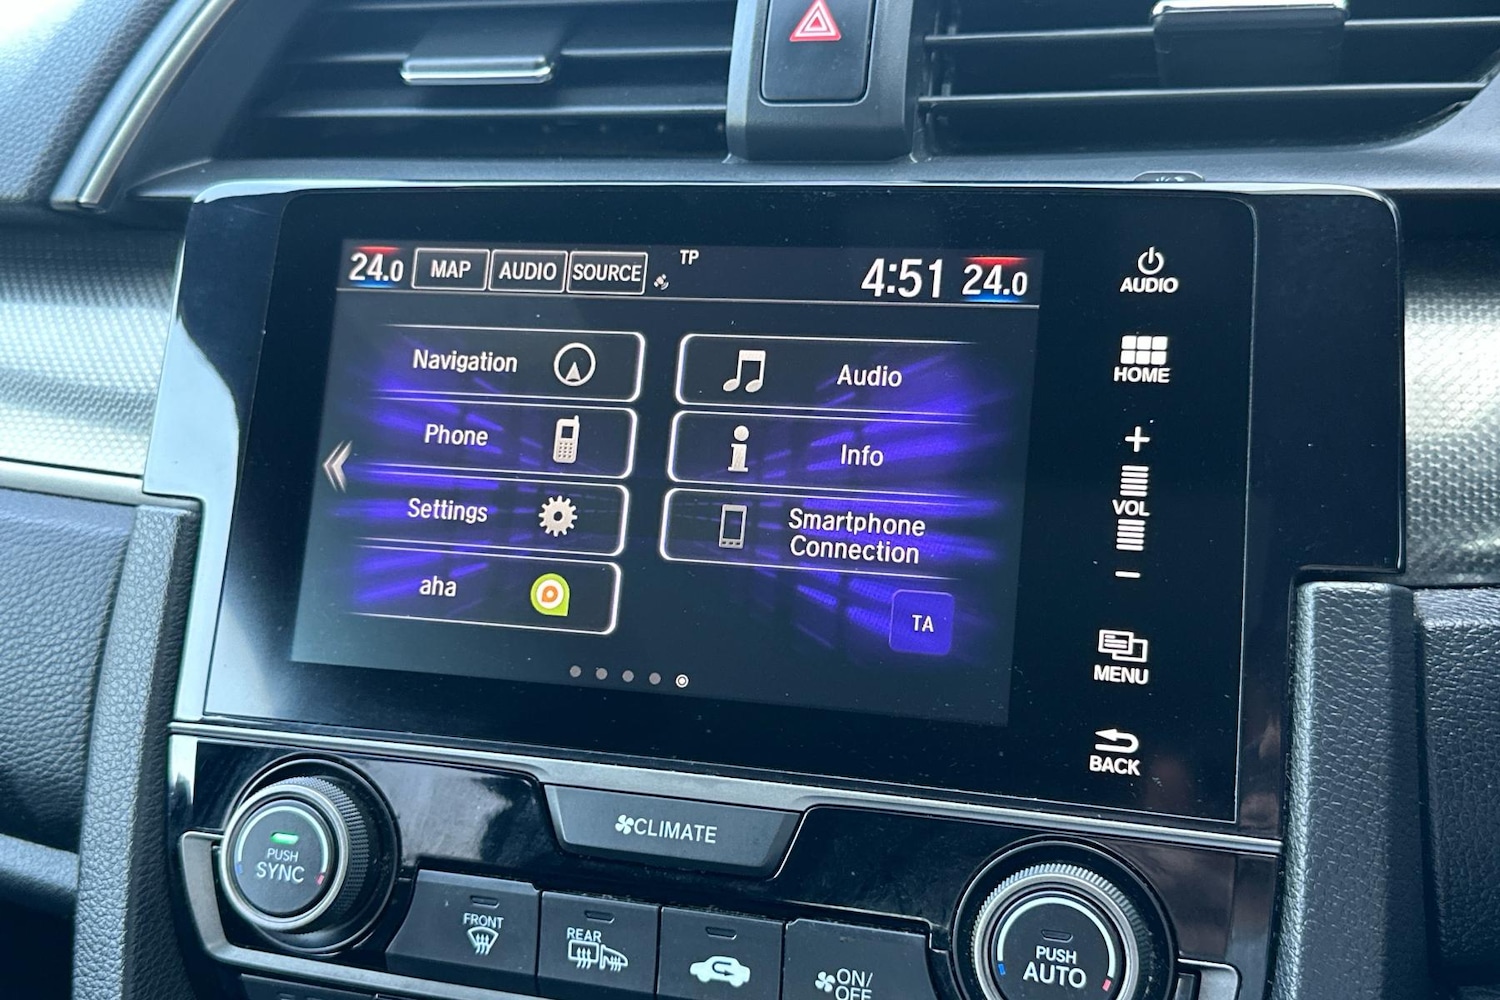 24.0 MAP AUDIO SOURCE TP 4:51 24.0
Navigation
Phone
Settings
aha
Audio
Info
Smartphone
Connection
TA
AUDIO
HOME
+
VOL
−
MENU
BACK
CLIMATE
PUSH
SYNC
FRONT
REAR
ON/
OFF
PUSH
AUTO